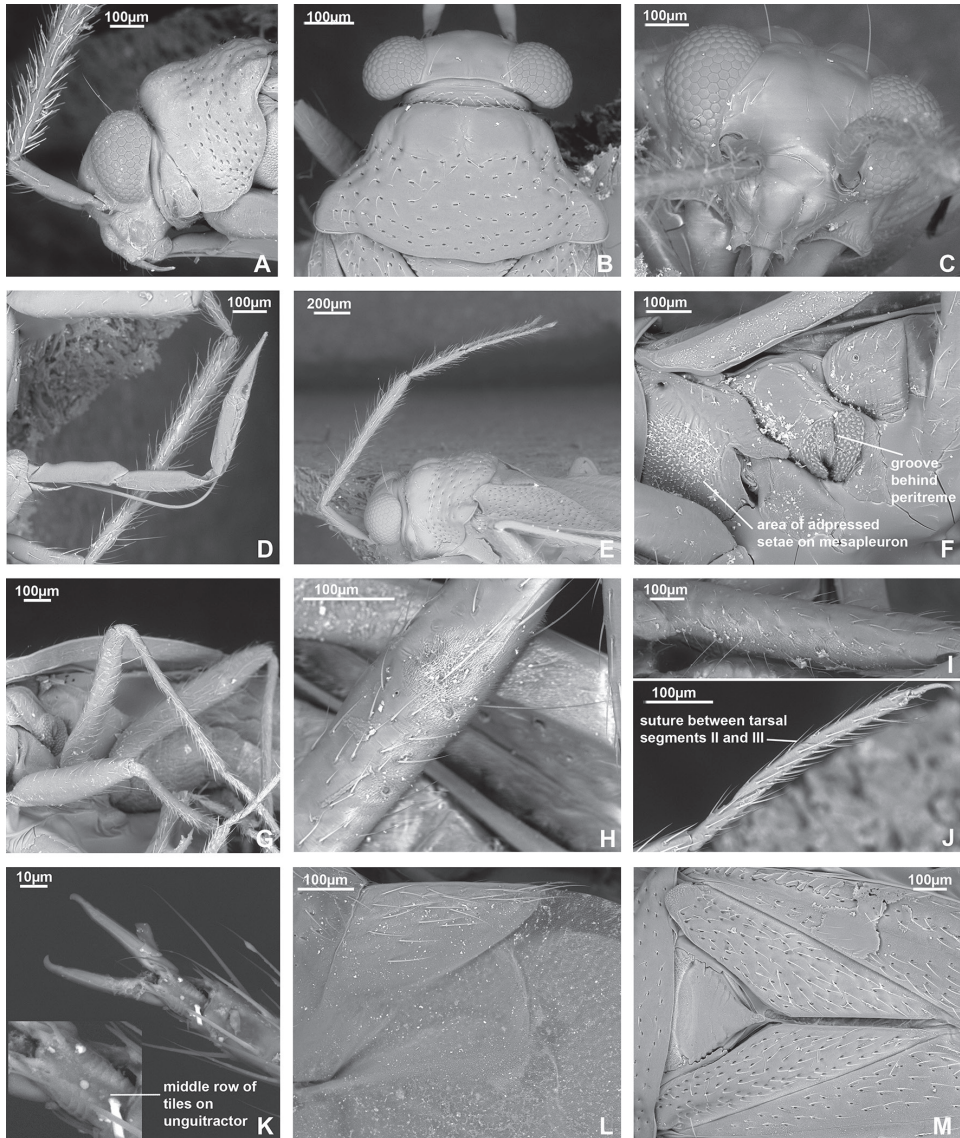 100µm
A
100µm
B
100µm
C
100µm
D
200µm
E
100µm
groove
behind
peritreme
area of adpressed
setae on mesapleuron
F
100µm
G
100µm
H
100µm
I
100µm
suture between tarsal
segments II and III
J
10µm
middle row of
tiles on
unguitractor
K
100µm
L
100µm
M